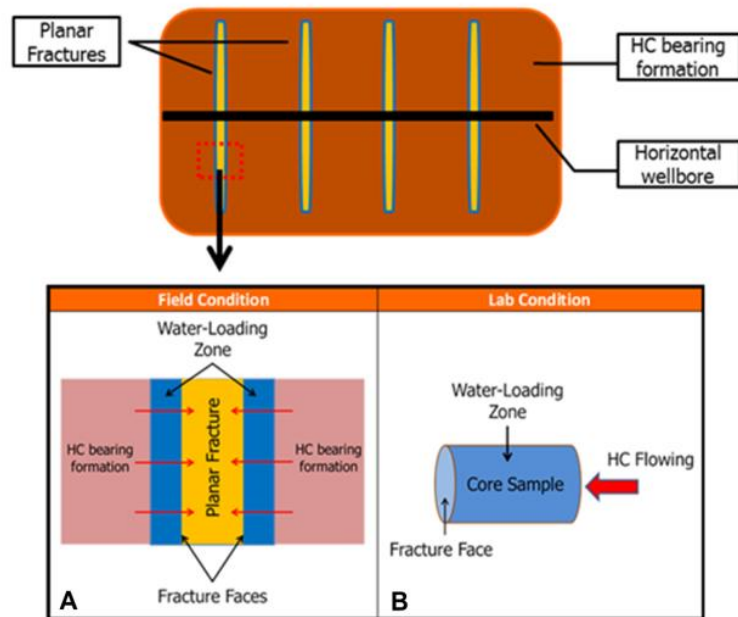 Planar
Fractures
HC bearing
formation
Horizontal
wellbore
Field Condition
Lab Condition
Water-Loading
Zone
HC bearing
formation
Planar Fracture
HC bearing
formation
Fracture Faces
A
Water-Loading
Zone
HC Flowing
Core Sample
Fracture Face
B